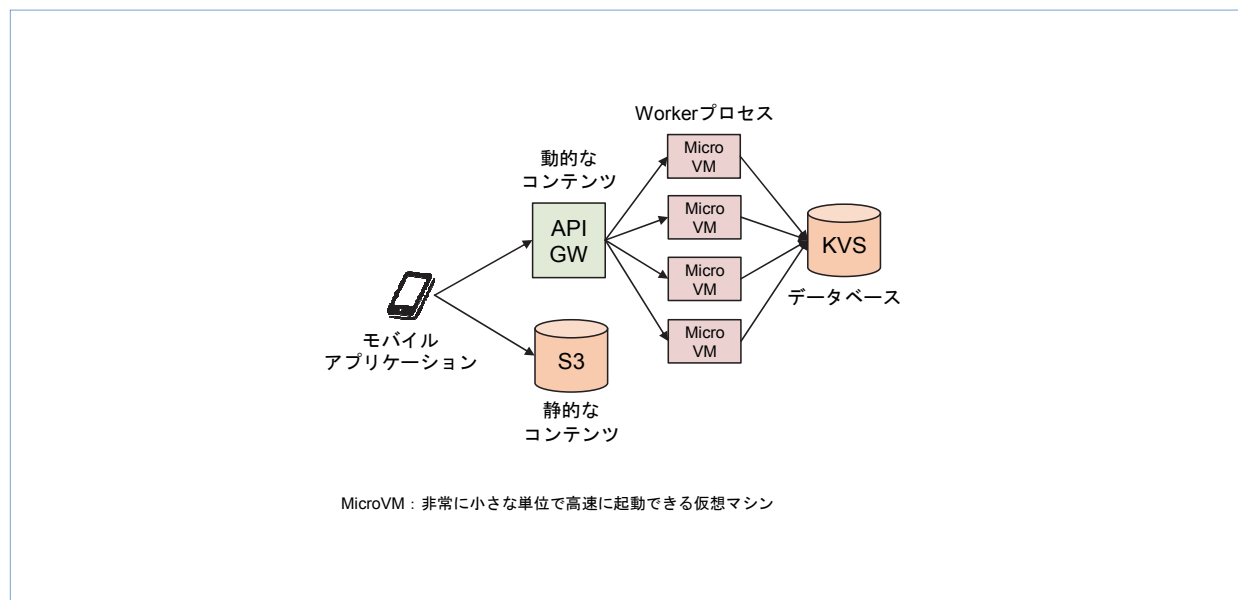 Workerプロセス
Micro
VM
Micro
VM
Micro
VM
Micro
VM
動的な
コンテンツ
API
GW
KVS
データベース
モバイル
アプリケーション
S3
静的な
コンテンツ
MicroVM：非常に小さな単位で高速に起動できる仮想マシン